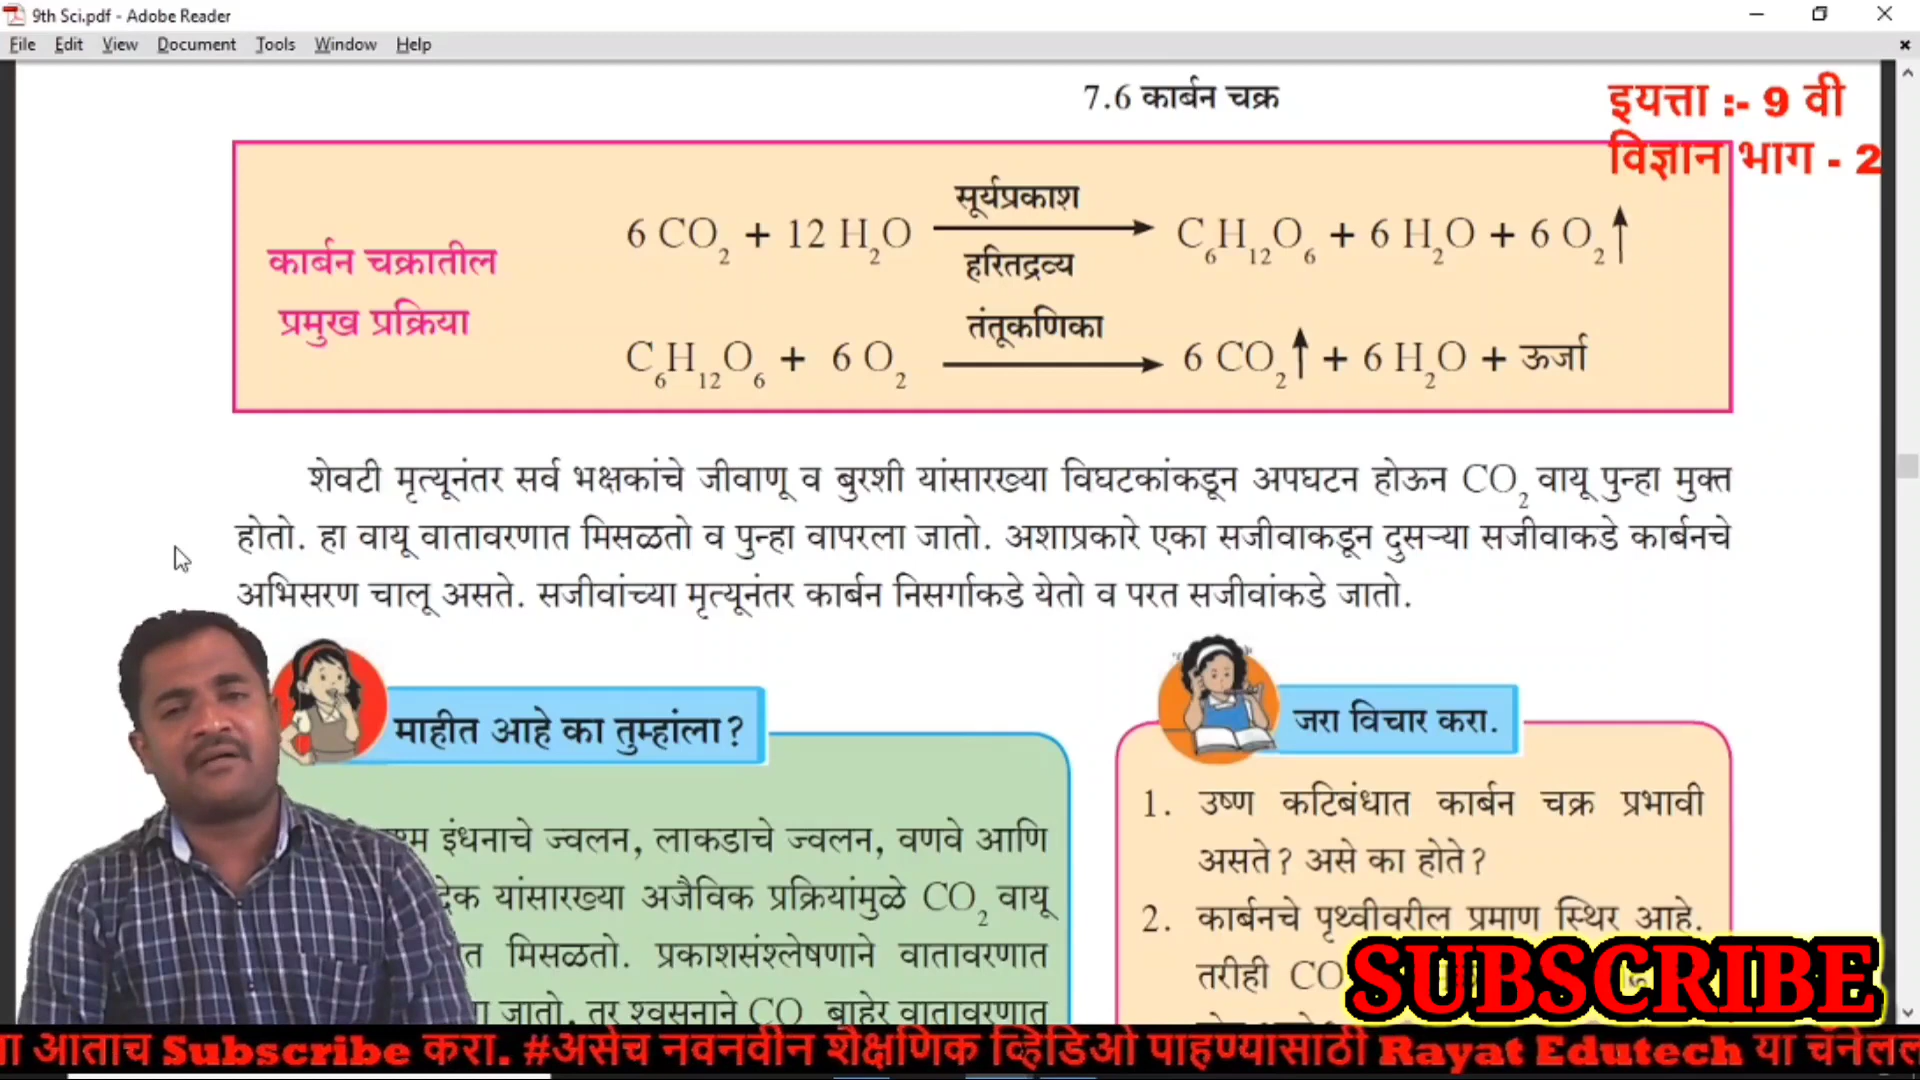 9th Sci.pdf - Adobe Reader
File Edit View Document Tools Window Help
7.6 कार्बन चक्र
इयत्ता :- 9 वी
विज्ञान भाग - 2
कार्बन चक्रातील
प्रमुख प्रक्रिया
सूर्यप्रकाश
6 CO₂ + 12 H₂O → C₆H₁₂O₆ + 6 H₂O + 6 O₂↑
हरितद्रव्य
तंतूकणिका
C₆H₁₂O₆ + 6 O₂ → 6 CO₂↑ + 6 H₂O + ऊर्जा
शेवटी मृत्यूनंतर सर्व भक्षकांचे जीवाणू व बुरशी यांसारख्या विघटकांकडून अपघटन होऊन CO₂ वायू पुन्हा मुक्त
होतो. हा वायू वातावरणात मिसळतो व पुन्हा वापरला जातो. अशाप्रकारे एका सजीवाकडून दुसऱ्या सजीवाकडे कार्बनचे
अभिसरण चालू असते. सजीवांच्या मृत्यूनंतर कार्बन निसर्गाकडे येतो व परत सजीवांकडे जातो.
माहीत आहे का तुम्हांला?
इंधनाचे ज्वलन, लाकडाचे ज्वलन, वणवे आणि
यांसारख्या अजैविक प्रक्रियांमुळे CO₂ वायू
मिसळतो. प्रकाशसंश्लेषणाने वातावरणात
जातो, तर श्वसनाने CO बाहेर वातावरणात
जरा विचार करा.
1. उष्ण कटिबंधात कार्बन चक्र प्रभावी
असते? असे का होते?
2. कार्बनचे पृथ्वीवरील प्रमाण स्थिर आहे.
तरीही CO
SUBSCRIBE
आताच Subscribe करा. #असेच नवनवीन शैक्षणिक व्हिडिओ पाहण्यासाठी Rayat Edutech या